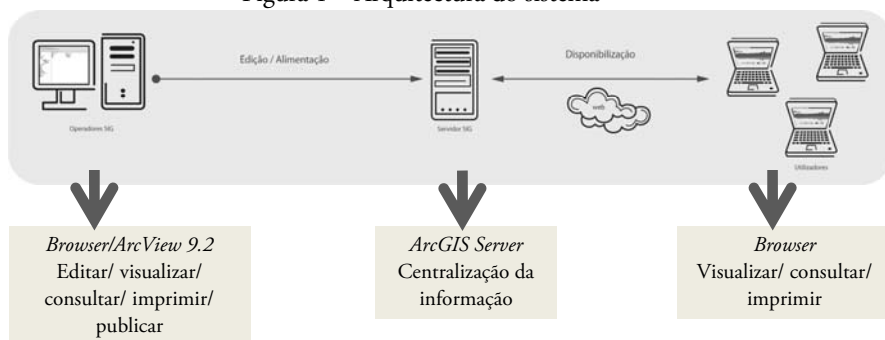 Figura 1 – Arquitectura do sistema
Edição / Alimentação
Disponibilização
web
Operadores SIG
Servidor SIG
Utilizadores
Browser/ArcView 9.2
Editar/ visualizar/
consultar/ imprimir/
publicar
ArcGIS Server
Centralização da
informação
Browser
Visualizar/ consultar/
imprimir